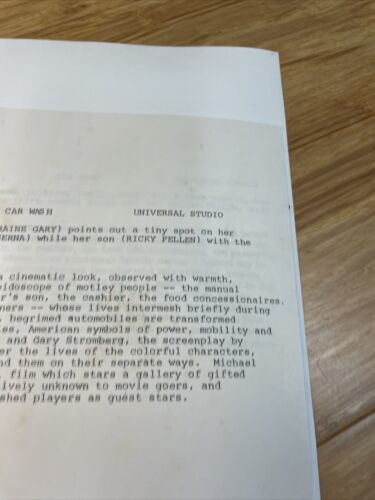 CAR WASH UNIVERSAL STUDIO
RAINE GARY) points out a tiny spot on her
SERNA) while her son (RICKY FELLEN) with the
a cinematic look, observed with warmth,
eidoscope of motley people -- the manual
r's son, the cashier, the food concessionaires.
ners -- whose lives intermesh briefly during
, begrimed automobiles are transformed
les, American symbols of power, mobility and
and Gary Stromberg, the screenplay by
er the lives of the colorful characters,
nd them on their separate ways. Michael
film which stars a gallery of gifted
tively unknown to movie goers, and
shed players as guest stars.